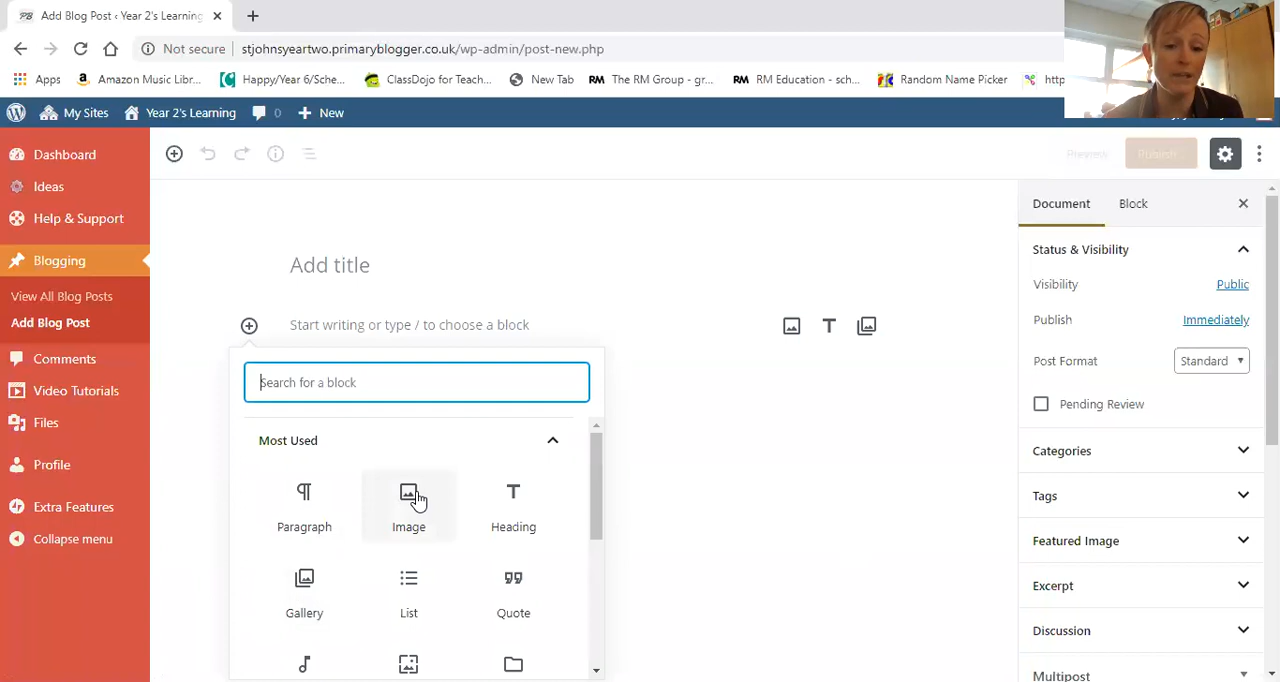 PB Add Blog Post ‹ Year 2's Learning
Not secure stjohnsyeartwo.primaryblogger.co.uk/wp-admin/post-new.php
Apps Amazon Music Libr... Happy/Year 6/Sche... ClassDojo for Teach... New Tab RM The RM Group - gr... RM RM Education - sch... Random Name Picker
My Sites Year 2's Learning 0 New
Dashboard
Ideas
Help & Support
Blogging
View All Blog Posts
Add Blog Post
Comments
Video Tutorials
Files
Profile
Extra Features
Collapse menu
Preview Publish...
Add title
Start writing or type / to choose a block
Search for a block
Most Used
Paragraph Image Heading
Gallery List Quote
Document Block
Status & Visibility
Visibility Public
Publish Immediately
Post Format Standard
Pending Review
Categories
Tags
Featured Image
Excerpt
Discussion
Multipost